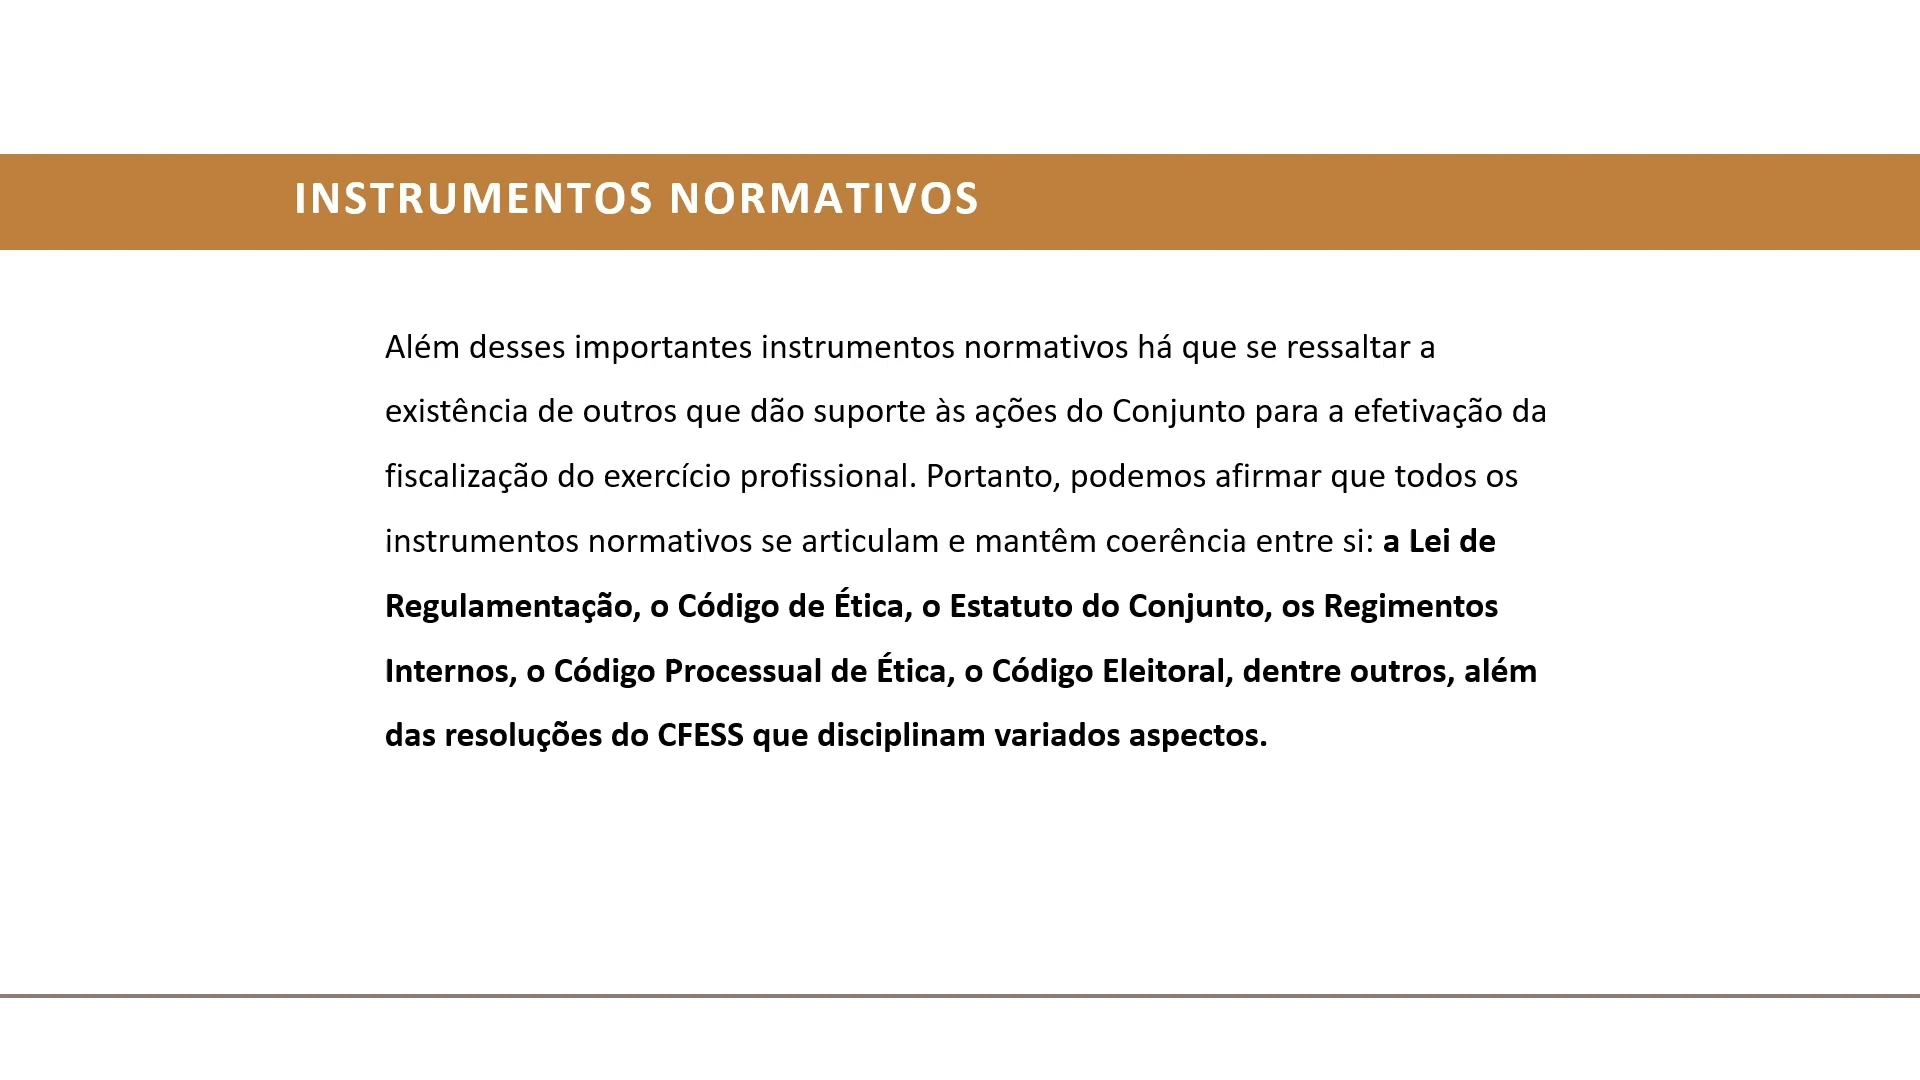 INSTRUMENTOS NORMATIVOS
Além desses importantes instrumentos normativos há que se ressaltar a
existência de outros que dão suporte às ações do Conjunto para a efetivação da
fiscalização do exercício profissional. Portanto, podemos afirmar que todos os
instrumentos normativos se articulam e mantêm coerência entre si: a Lei de
Regulamentação, o Código de Ética, o Estatuto do Conjunto, os Regimentos
Internos, o Código Processual de Ética, o Código Eleitoral, dentre outros, além
das resoluções do CFESS que disciplinam variados aspectos.